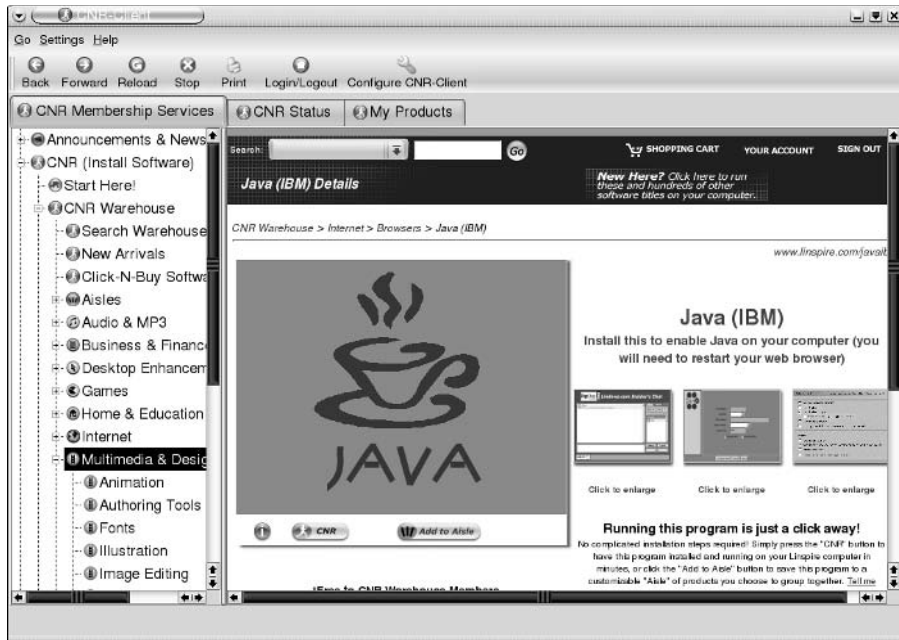 CNR-Client
Go Settings Help
Back Forward Reload Stop Print Login/Logout Configure CNR-Client
CNR Membership Services
CNR Status
My Products
Announcements & News
CNR (Install Software)
Start Here!
CNR Warehouse
Search Warehouse
New Arrivals
Click-N-Buy Softwa
Aisles
Audio & MP3
Business & Financ
Desktop Enhancem
Games
Home & Education
Internet
Multimedia & Desig
Animation
Authoring Tools
Fonts
Illustration
Image Editing
Search:
Go
SHOPPING CART
YOUR ACCOUNT
SIGN OUT
Java (IBM) Details
New Here? Click here to run
these and hundreds of other
software titles on your computer.
CNR Warehouse > Internet > Browsers > Java (IBM)
www.linspire.com/javaib
JAVA
CNR
Add to Aisle
Java (IBM)
Install this to enable Java on your computer (you
will need to restart your web browser)
Click to enlarge
Click to enlarge
Click to enlarge
Running this program is just a click away!
No complicated installation steps required! Simply press the "CNR" button to
have this program installed and running on your Linspire computer in
minutes, or click the "Add to Aisle" button to save this program to a
customizable "Aisle" of products you choose to group together. Tell me